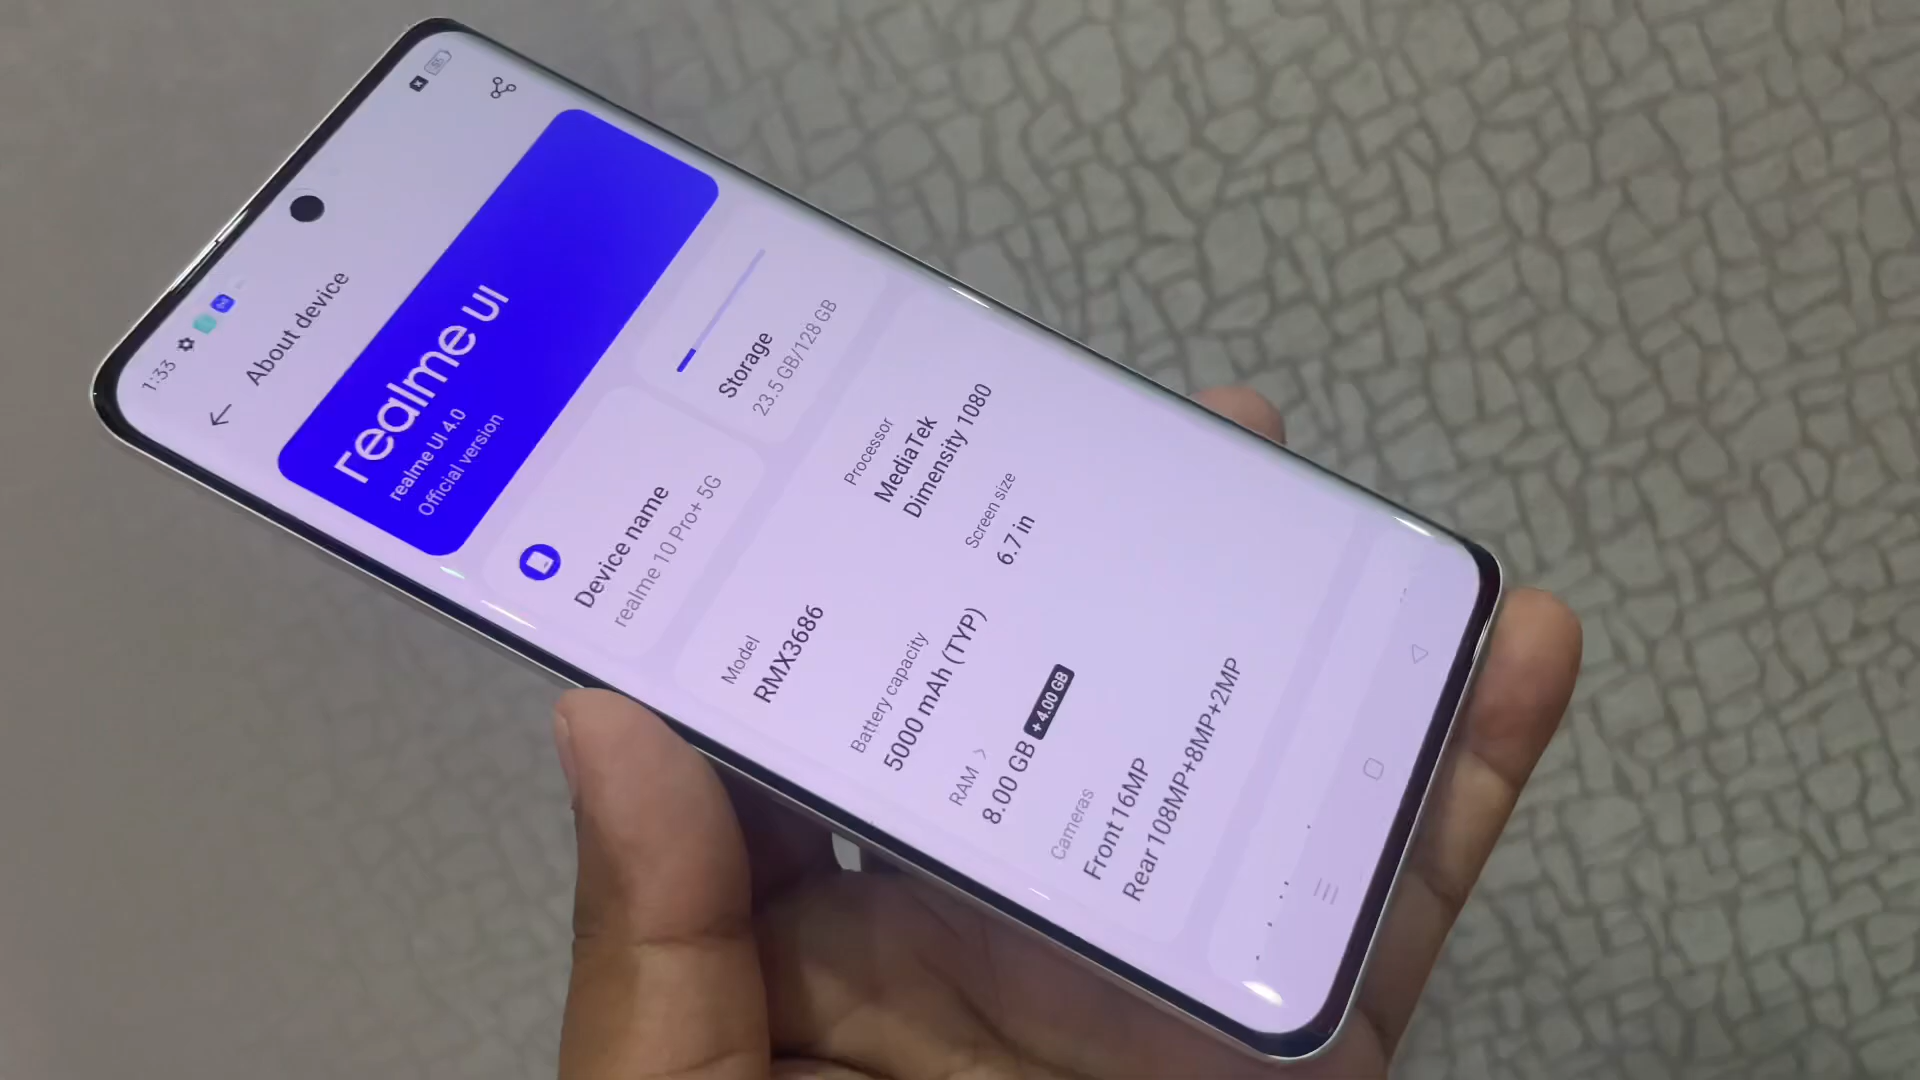 1:33
About device
realme UI
realme UI 4.0
Official version
Device name
realme 10 Pro+ 5G
Storage
23.5 GB/128 GB
Model
RMX3686
Processor
MediaTek
Dimensity 1080
Battery capacity
5000 mAh (TYP)
Screen size
6.7 in
RAM
8.00 GB + 4.00 GB
Cameras
Front 16MP
Rear 108MP+8MP+2MP